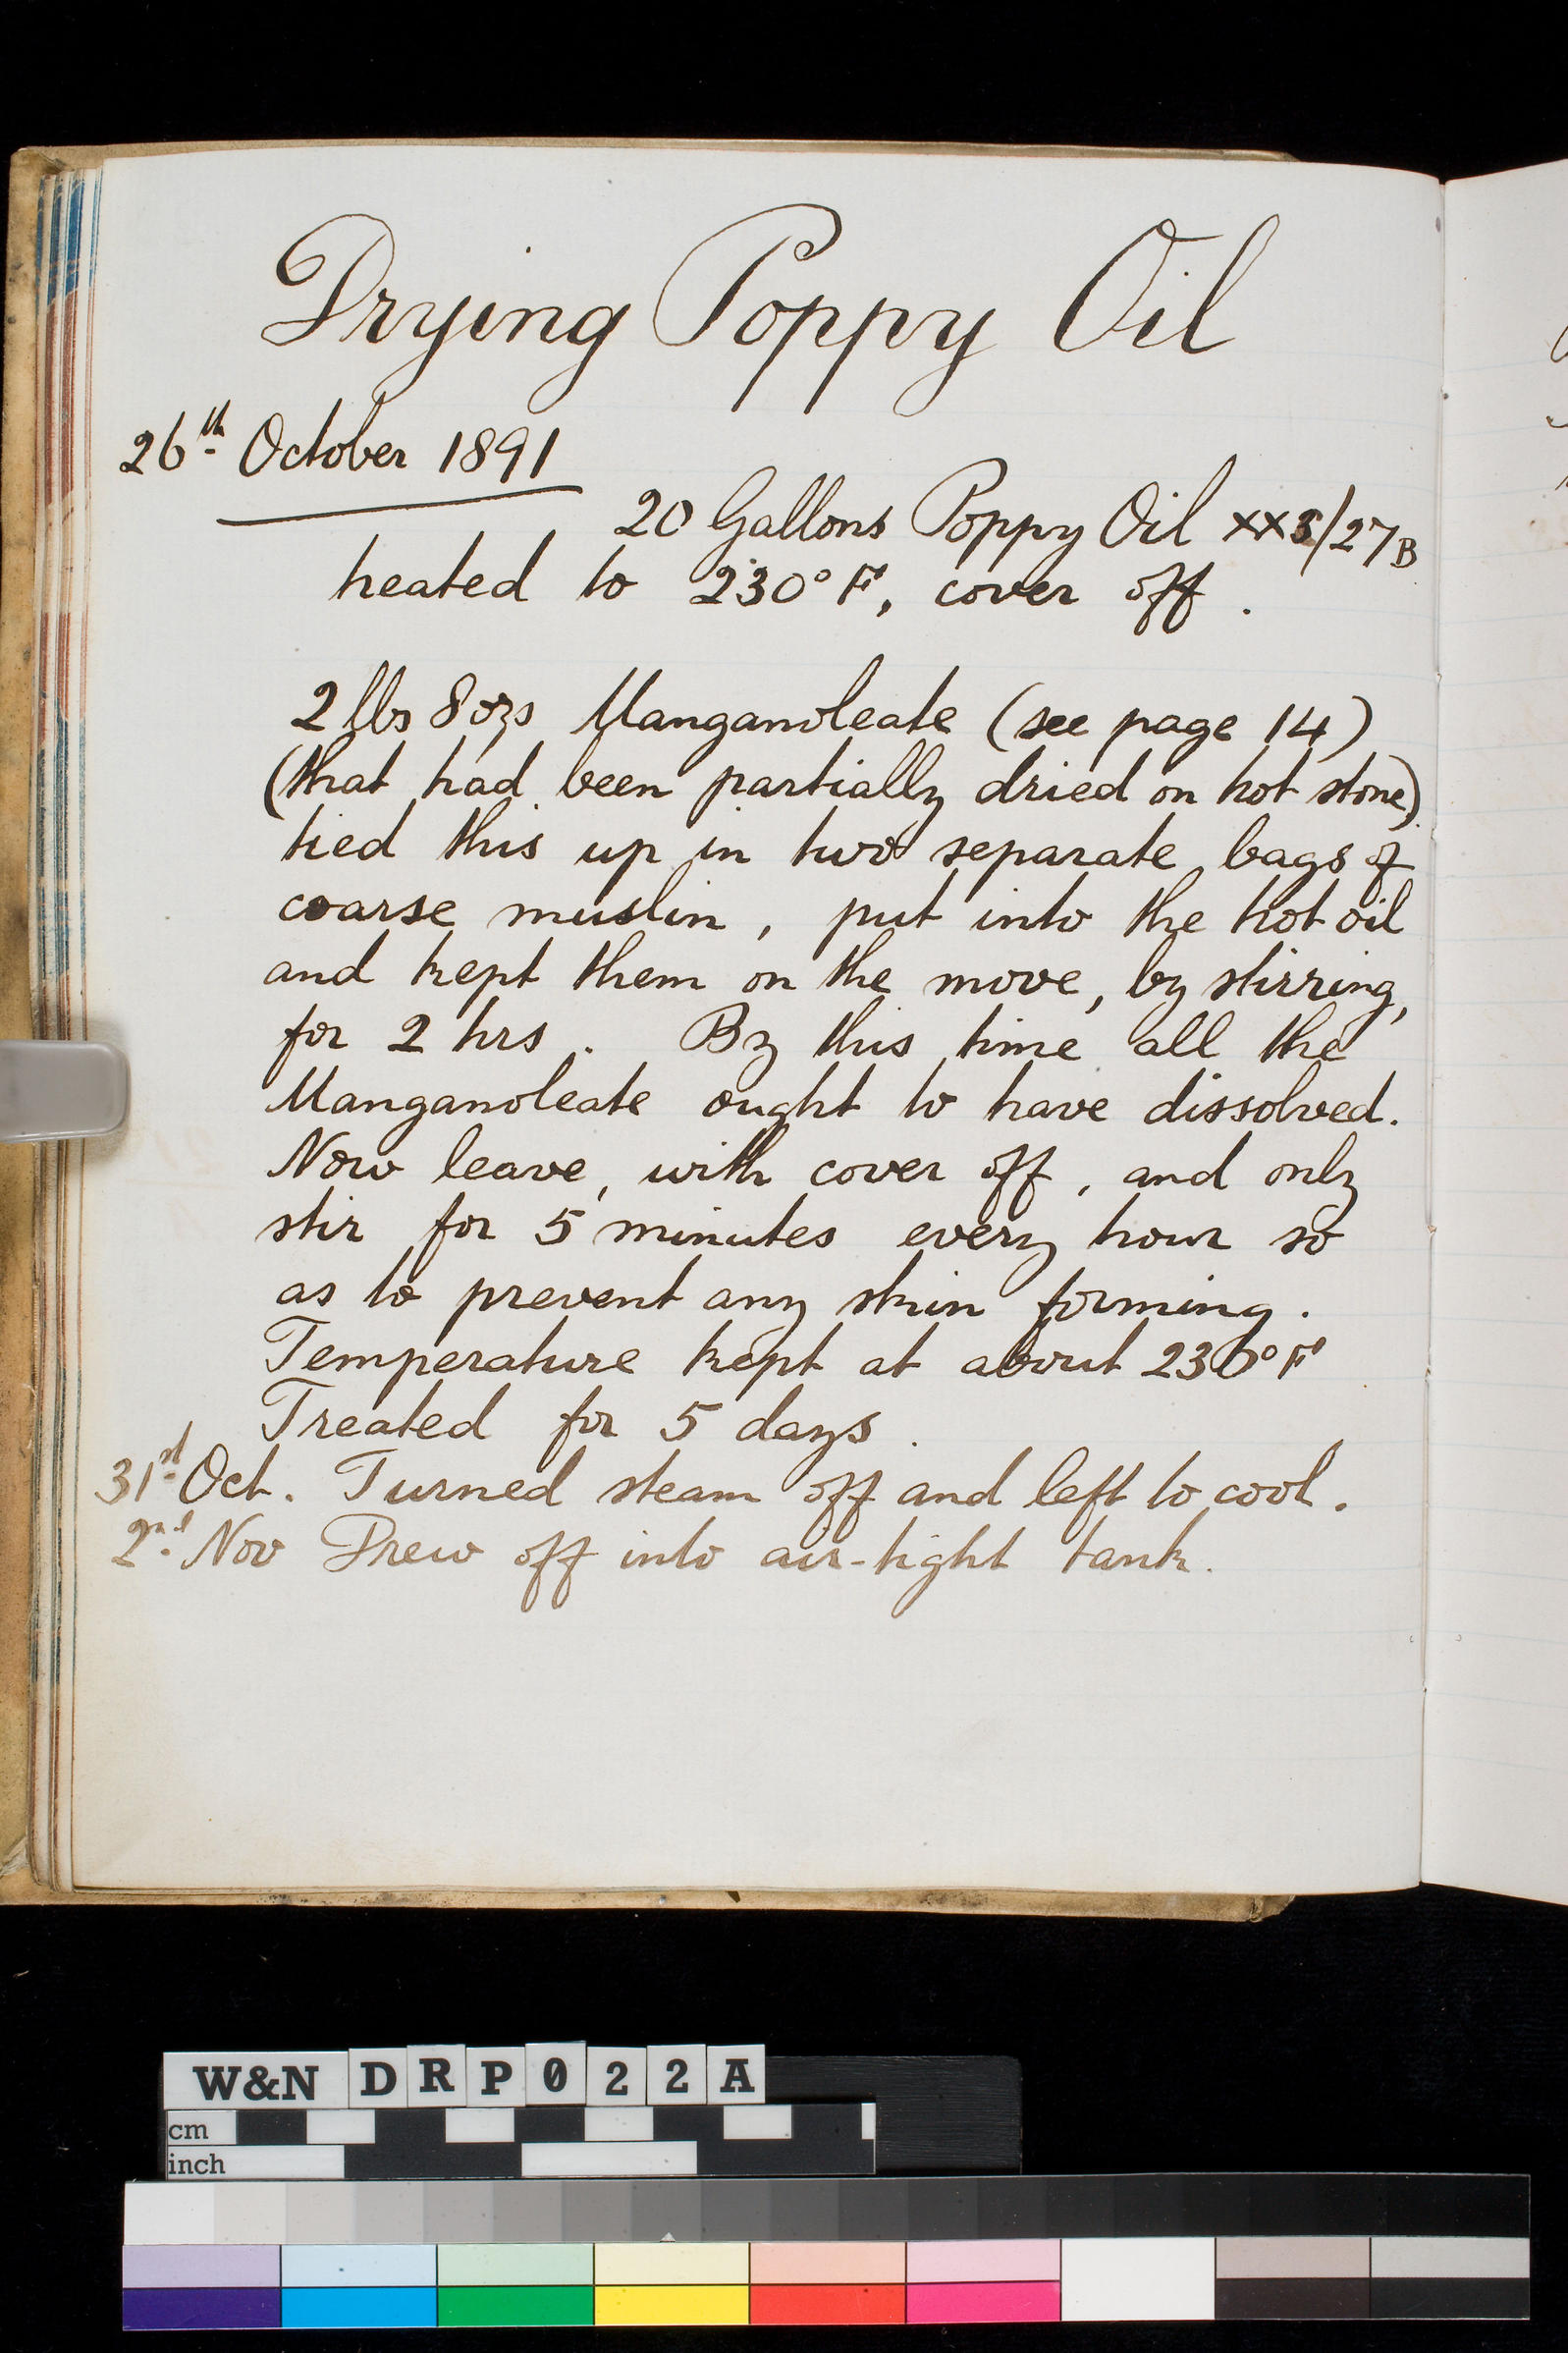 Drying Poppy Oil
26th October 1891
20 Gallons Poppy Oil xxs/27B
heated to 230°F, cover off.
2 lbs 8 ozs Manganoleate (see page 14)
(that had been partially dried on hot stone)
tied this up in two separate bags of
coarse muslin, put into the hot oil
and kept them on the move, by stirring,
for 2 hrs. By this time all the
Manganoleate ought to have dissolved.
Now leave, with cover off, and only
stir for 5 minutes every hour so
as to prevent any skin forming.
Temperature kept at about 230°F
Treated for 5 days.
31st Oct. Turned steam off and left to cool.
2nd Nov Drew off into air-tight tank.
W&N DRP022A
cm
inch